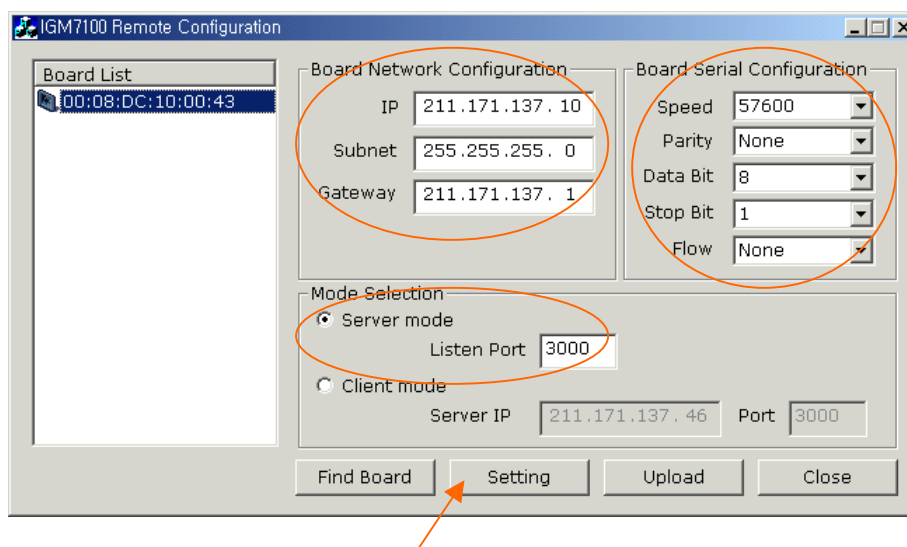 IGM7100 Remote Configuration
Board List
00:08:DC:10:00:43
Board Network Configuration
IP 211.171.137. 10
Subnet 255.255.255. 0
Gateway 211.171.137. 1
Board Serial Configuration
Speed 57600
Parity None
Data Bit 8
Stop Bit 1
Flow None
Mode Selection
Server mode
Listen Port 3000
Client mode
Server IP 211.171.137. 46 Port 3000
Find Board Setting Upload Close